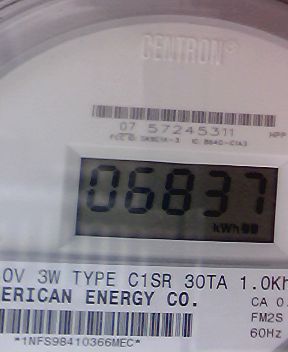 CENTRON®
07 57245311
06837
kWh
0V 3W TYPE C1SR 30TA 1.0Kh
ERICAN ENERGY CO.
CA 0.
FM2S
60Hz
*1NFS98410366MEC*